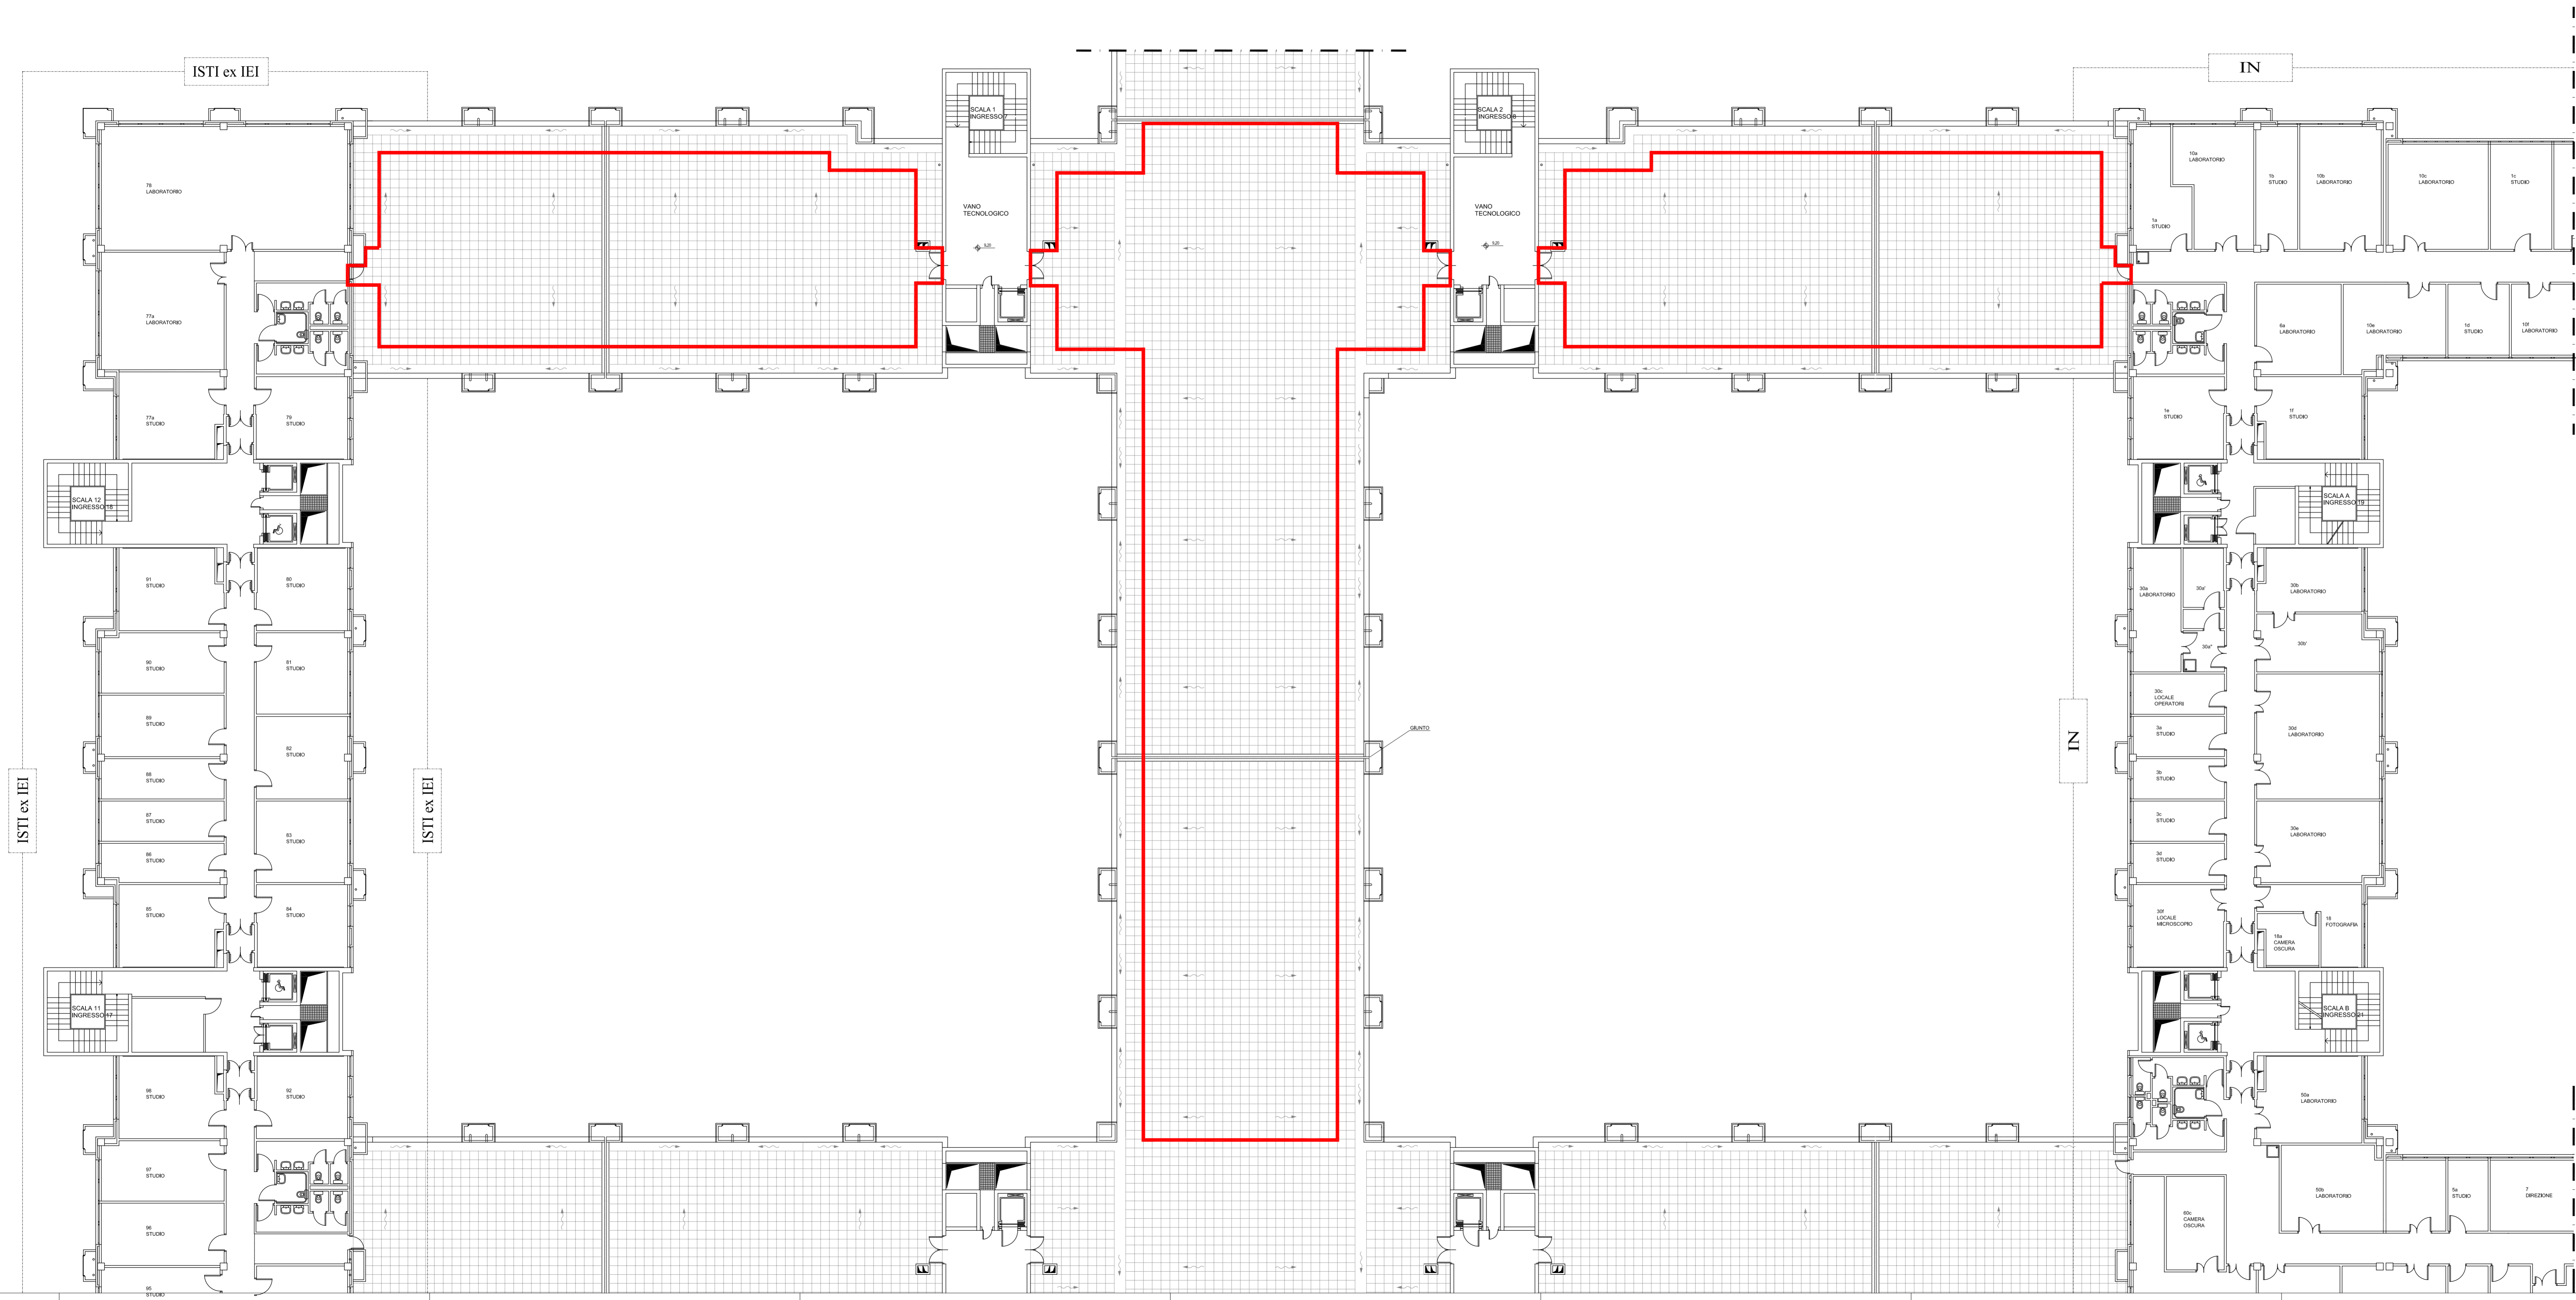 ISTI ex IEI
IN
SCALA 1
INGRESSO 7
SCALA 2
INGRESSO 8
78
LABORATORIO
VANO
TECNOLOGICO
VANO
TECNOLOGICO
10a
LABORATORIO
1b
STUDIO
10b
LABORATORIO
10c
LABORATORIO
1c
STUDIO
1a
STUDIO
77a
LABORATORIO
6a
LABORATORIO
10e
LABORATORIO
1d
STUDIO
10f
LABORATORIO
77a
STUDIO
79
STUDIO
1e
STUDIO
1f
STUDIO
SCALA 12
INGRESSO 18
SCALA A
INGRESSO 19
91
STUDIO
80
STUDIO
30a
LABORATORIO
30a'
30b
LABORATORIO
30a"
30b'
90
STUDIO
81
STUDIO
30c
LOCALE
OPERATORI
89
STUDIO
82
STUDIO
GIUNTO
3a
STUDIO
30d
LABORATORIO
IN
ISTI ex IEI
ISTI ex IEI
88
STUDIO
3b
STUDIO
87
STUDIO
83
STUDIO
3c
STUDIO
30e
LABORATORIO
86
STUDIO
3d
STUDIO
85
STUDIO
84
STUDIO
30f
LOCALE
MICROSCOPIO
18
FOTOGRAFIA
18a
CAMERA
OSCURA
SCALA 11
INGRESSO 17
SCALA B
INGRESSO 21
98
STUDIO
92
STUDIO
50a
LABORATORIO
97
STUDIO
50b
LABORATORIO
5a
STUDIO
7
DIREZIONE
96
STUDIO
60c
CAMERA
OSCURA
95
STUDIO